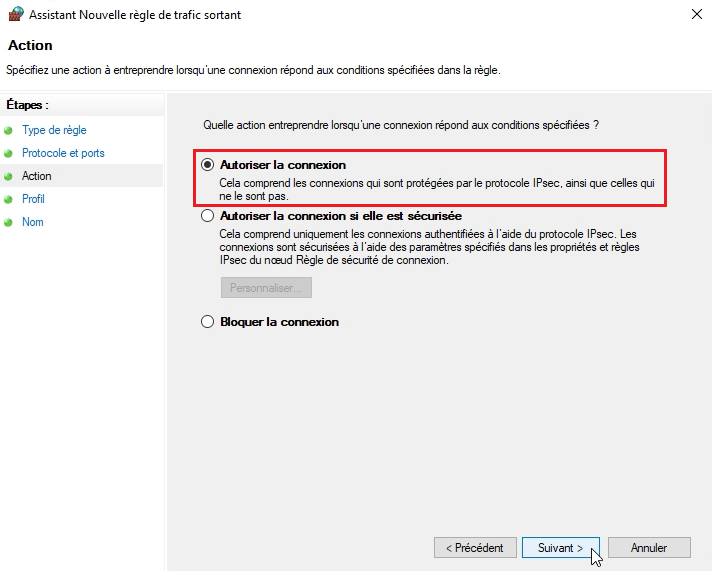 Assistant Nouvelle règle de trafic sortant
Action
Spécifiez une action à entreprendre lorsqu'une connexion répond aux conditions spécifiées dans la règle.
Étapes :
Type de règle
Protocole et ports
Action
Profil
Nom
Quelle action entreprendre lorsqu'une connexion répond aux conditions spécifiées ?
Autoriser la connexion
Cela comprend les connexions qui sont protégées par le protocole IPsec, ainsi que celles qui
ne le sont pas.
Autoriser la connexion si elle est sécurisée
Cela comprend uniquement les connexions authentifiées à l'aide du protocole IPsec. Les
connexions sont sécurisées à l'aide des paramètres spécifiés dans les propriétés et règles
IPsec du nœud Règle de sécurité de connexion.
Personnaliser...
Bloquer la connexion
< Précédent
Suivant >
Annuler